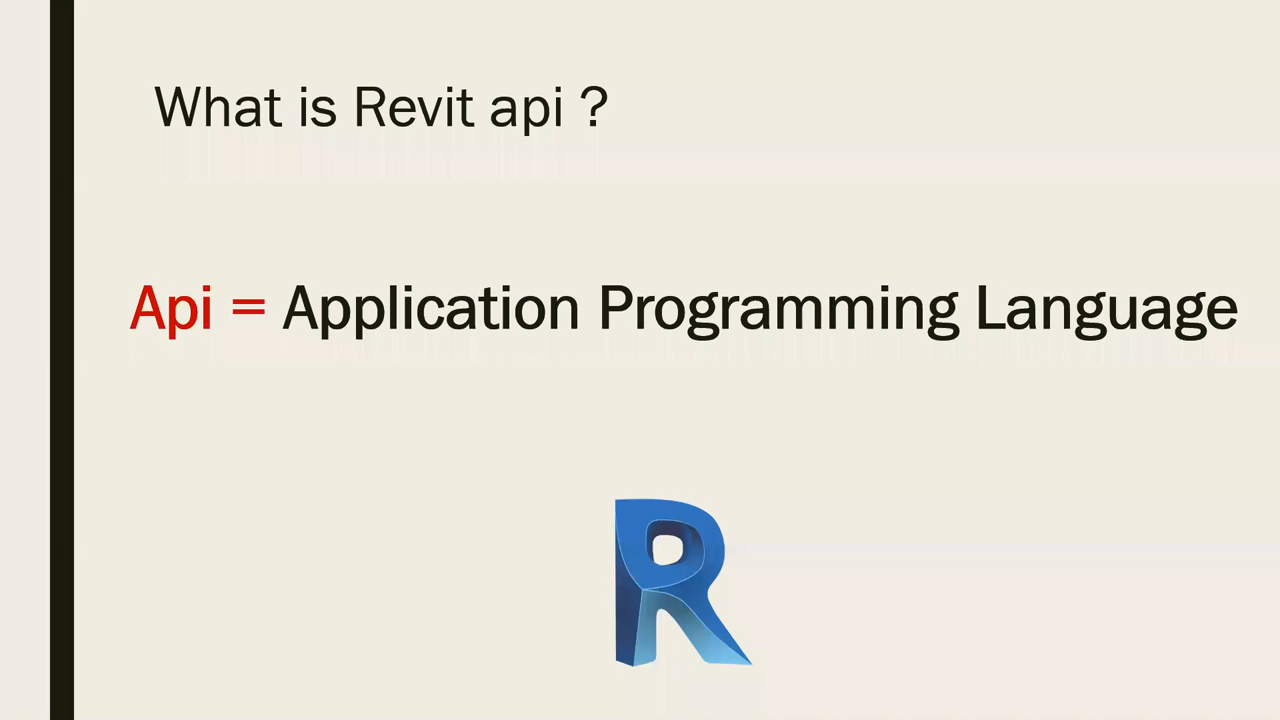 What is Revit api ?
Api = Application Programming Language
R